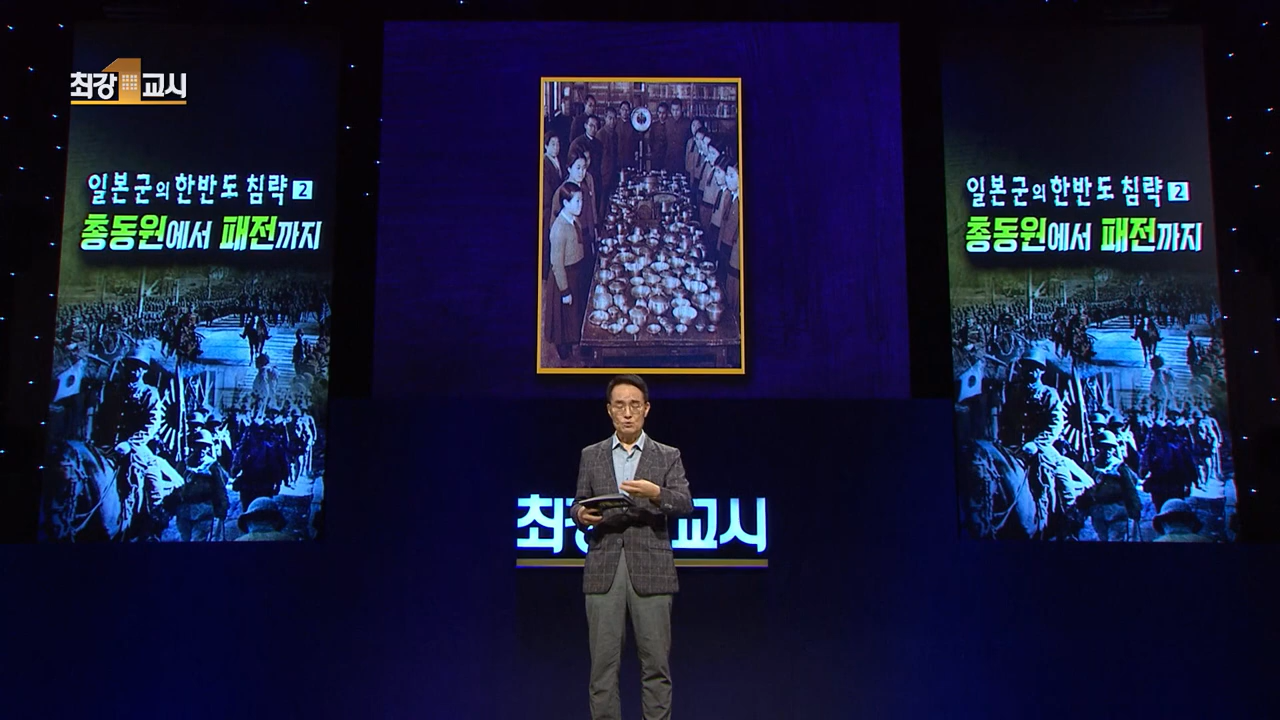 최강1교시
일본군의 한반도 침략 2
총동원에서 패전까지
일본군의 한반도 침략 2
총동원에서 패전까지
최강 교시